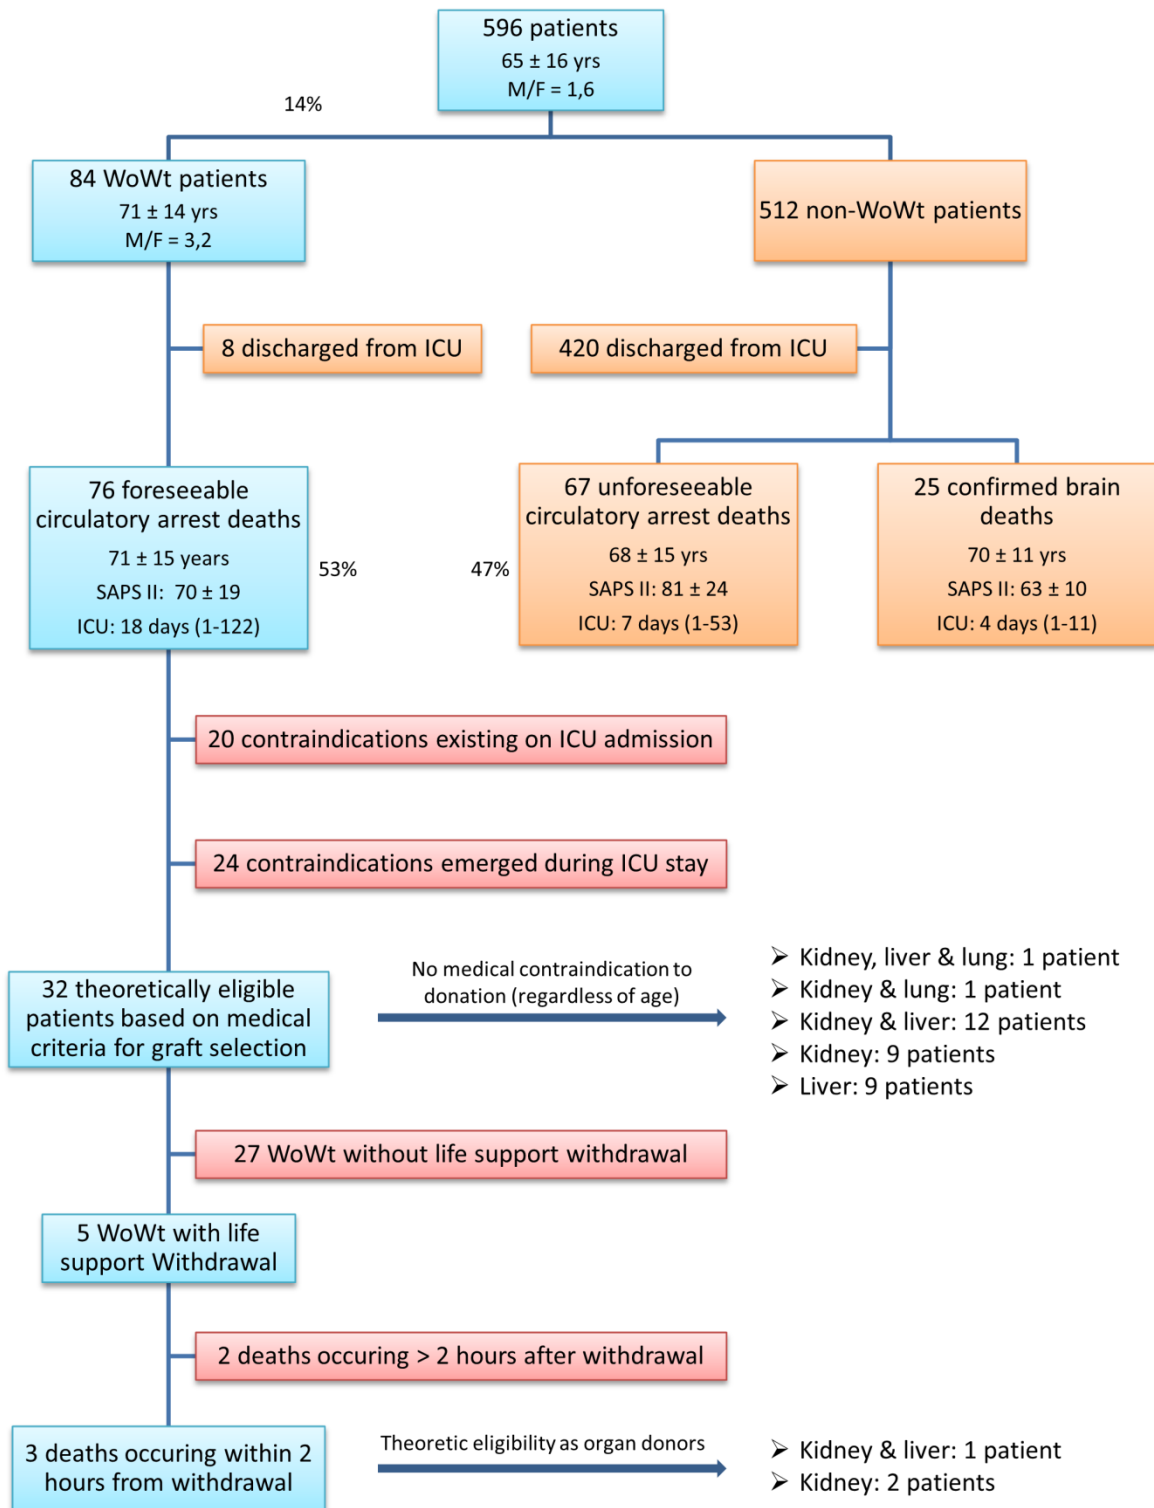 596 patients
65 ± 16 yrs
M/F = 1,6
14%
84 WoWt patients
71 ± 14 yrs
M/F = 3,2
512 non-WoWt patients
8 discharged from ICU
420 discharged from ICU
76 foreseeable
circulatory arrest deaths
71 ± 15 years
SAPS II: 70 ± 19
ICU: 18 days (1-122)
53%
47%
67 unforeseeable
circulatory arrest deaths
68 ± 15 yrs
SAPS II: 81 ± 24
ICU: 7 days (1-53)
25 confirmed brain
deaths
70 ± 11 yrs
SAPS II: 63 ± 10
ICU: 4 days (1-11)
20 contraindications existing on ICU admission
24 contraindications emerged during ICU stay
32 theoretically eligible
patients based on medical
criteria for graft selection
No medical contraindication to
donation (regardless of age)
➢ Kidney, liver & lung: 1 patient
➢ Kidney & lung: 1 patient
➢ Kidney & liver: 12 patients
➢ Kidney: 9 patients
➢ Liver: 9 patients
27 WoWt without life support withdrawal
5 WoWt with life
support Withdrawal
2 deaths occuring > 2 hours after withdrawal
3 deaths occuring within 2
hours from withdrawal
Theoretic eligibility as organ donors
➢ Kidney & liver: 1 patient
➢ Kidney: 2 patients